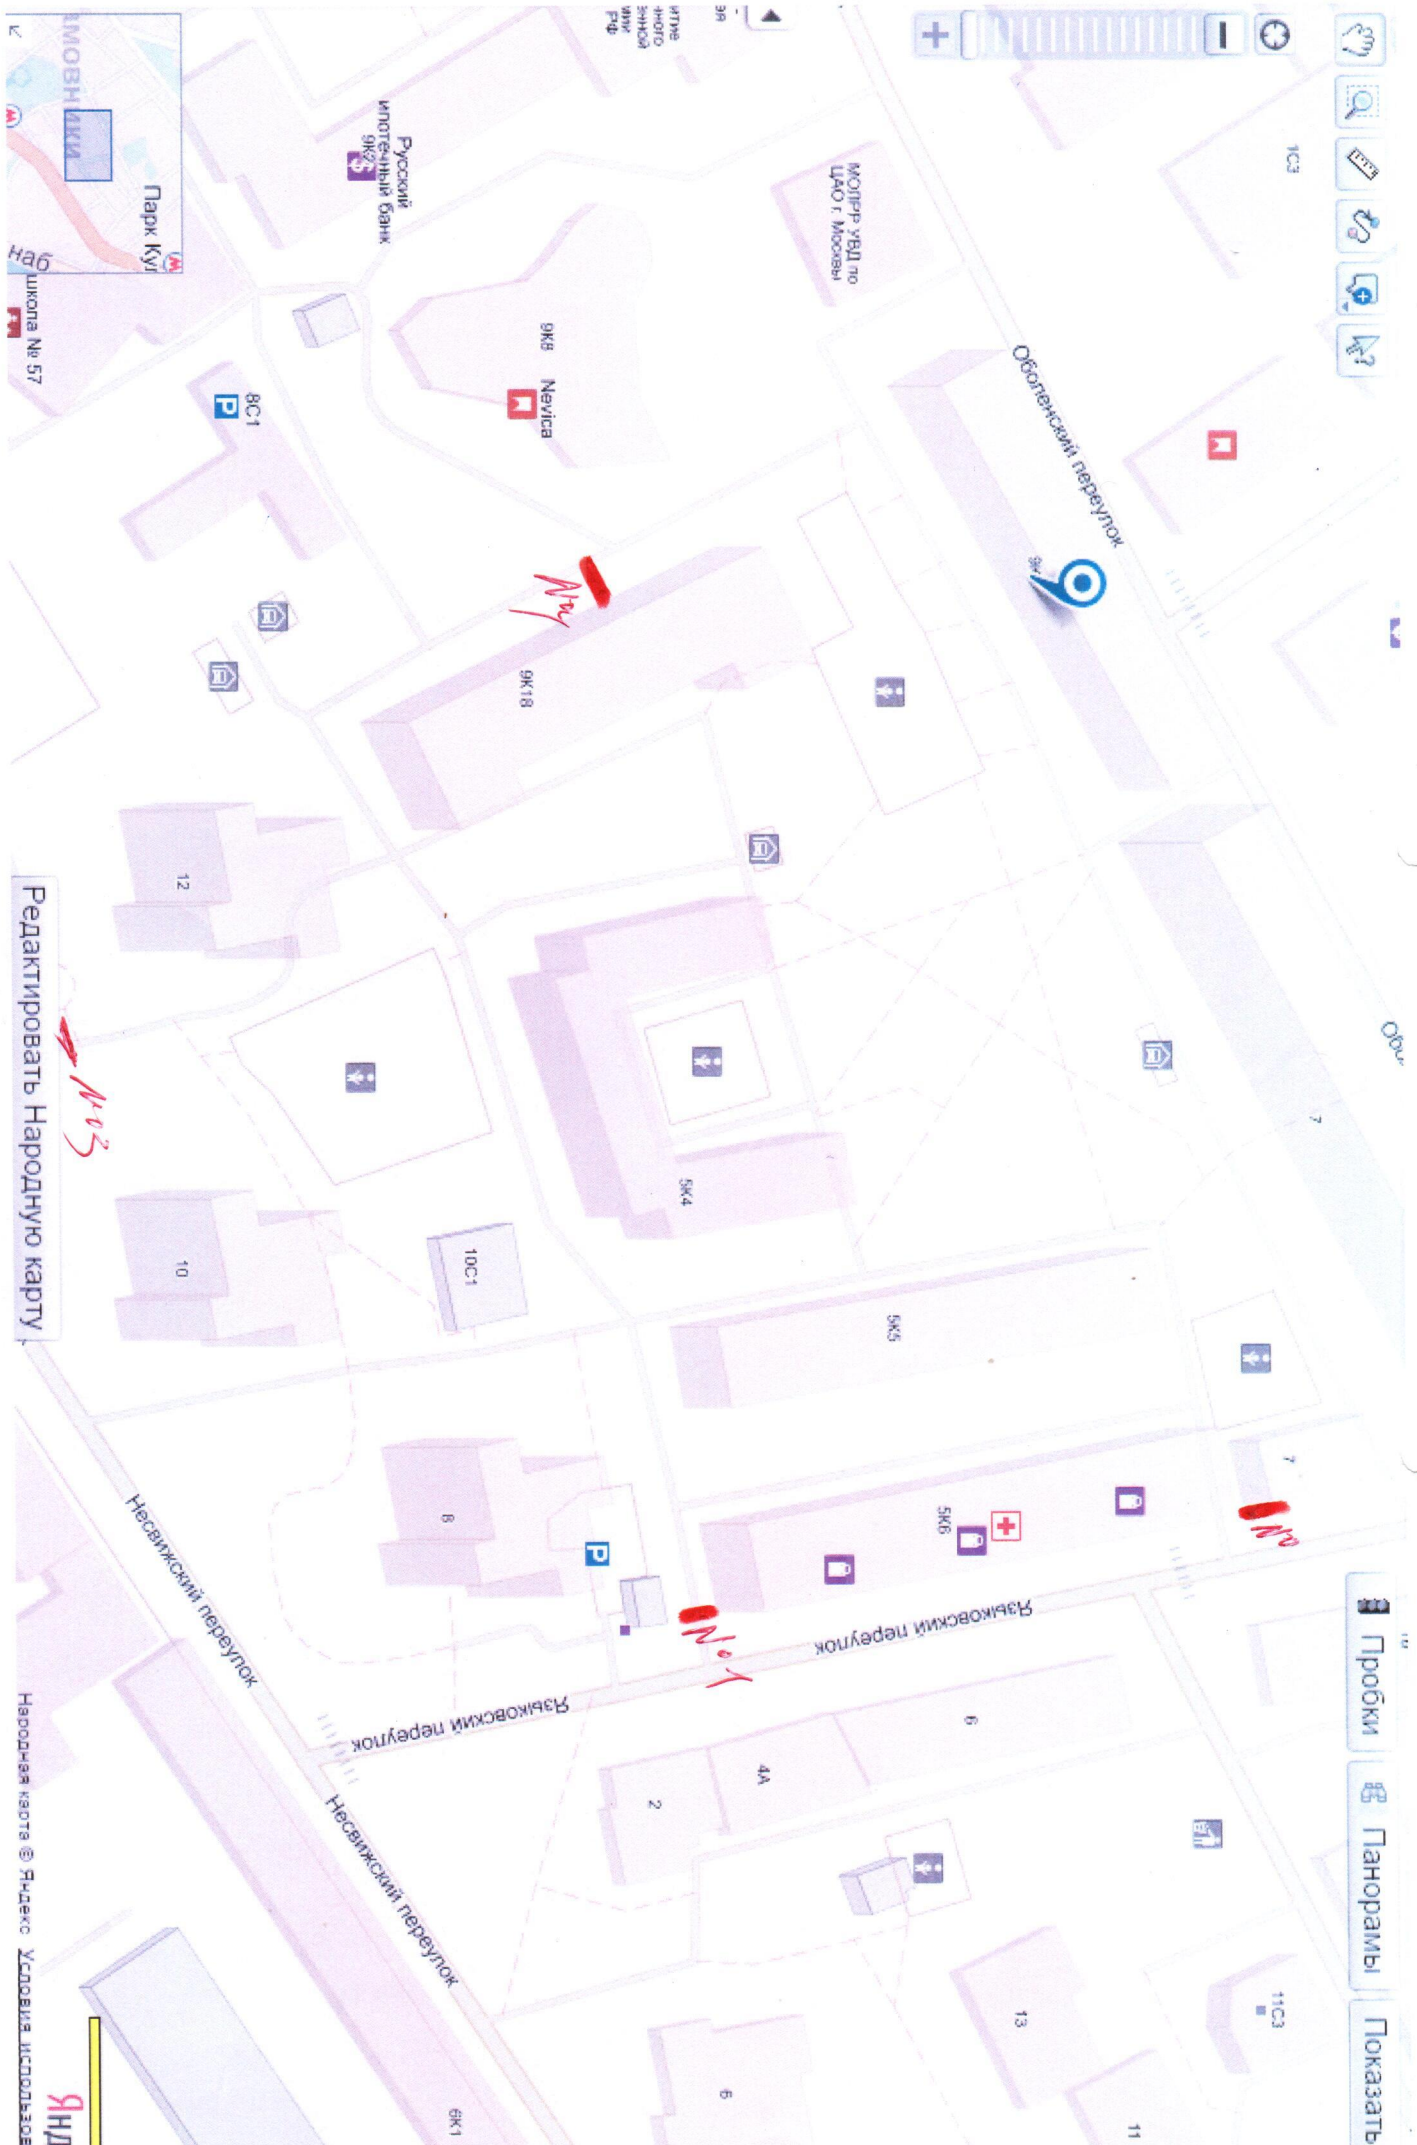 1С3
МОПРР УВД по
ЦАО г. Москвы
Оболенский переулок
Русский
ипотечный банк
9К2
9К8
Nevica
Парк Кул
наб
школа № 57
8С1
№4
9К18
12
7
5К4
10С1
10
№3
Редактировать Народную карту
5К5
7
5К6
8
№1
Языковский переулок
Языковский переулок
Несвижский переулок
Несвижский переулок
6
4А
2
13
11С3
11
6
6К1
Пробки
Панорамы
Показать
Народная карта © Яндекс